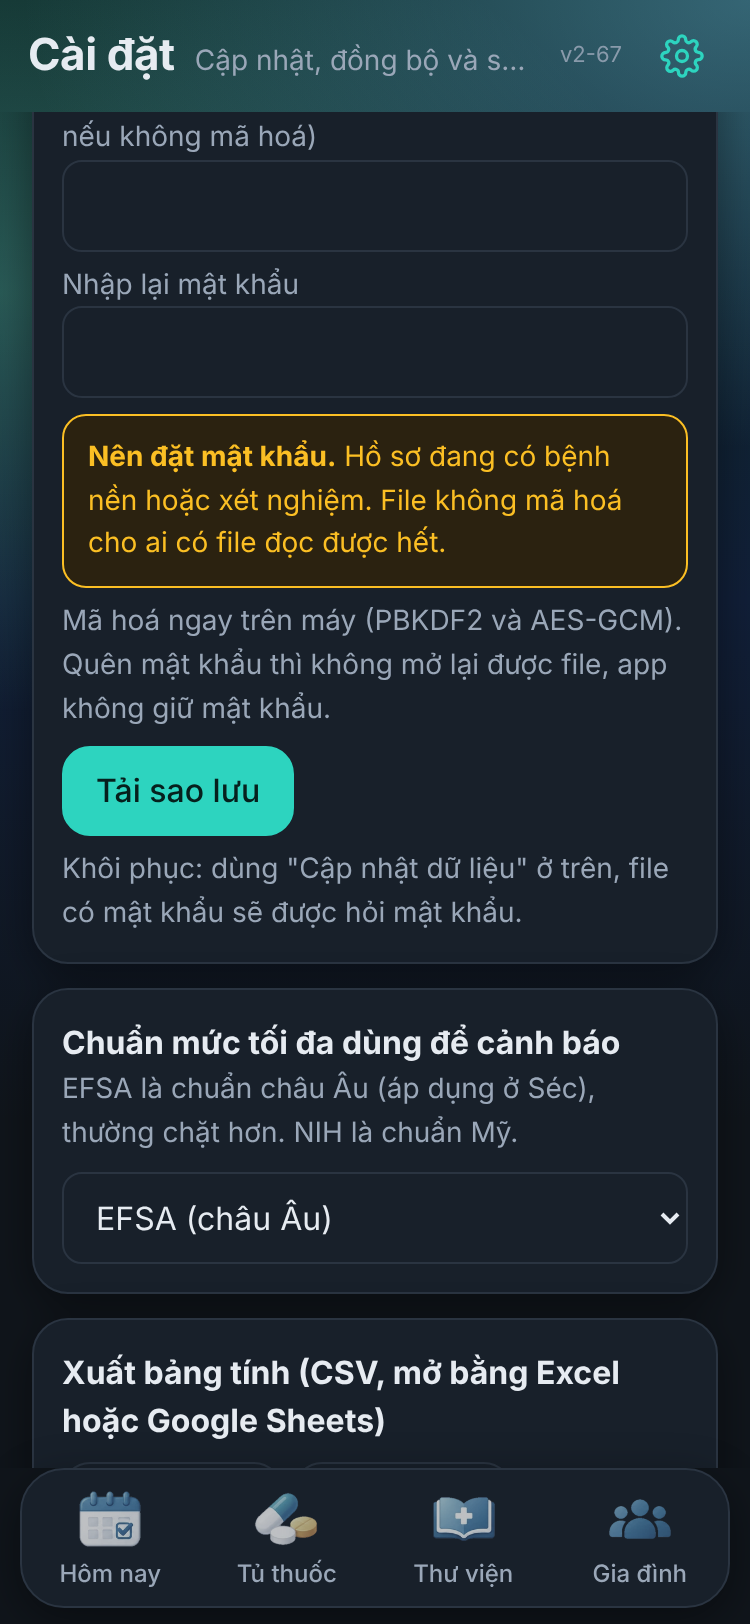 Cài đặt Cập nhật, đồng bộ và s... v2-67
nếu không mã hoá)
Nhập lại mật khẩu
Nên đặt mật khẩu. Hồ sơ đang có bệnh
nền hoặc xét nghiệm. File không mã hoá
cho ai có file đọc được hết.
Mã hoá ngay trên máy (PBKDF2 và AES-GCM).
Quên mật khẩu thì không mở lại được file, app
không giữ mật khẩu.
Tải sao lưu
Khôi phục: dùng "Cập nhật dữ liệu" ở trên, file
có mật khẩu sẽ được hỏi mật khẩu.
Chuẩn mức tối đa dùng để cảnh báo
EFSA là chuẩn châu Âu (áp dụng ở Séc),
thường chặt hơn. NIH là chuẩn Mỹ.
EFSA (châu Âu)
Xuất bảng tính (CSV, mở bằng Excel
hoặc Google Sheets)
Hôm nay Tủ thuốc Thư viện Gia đình